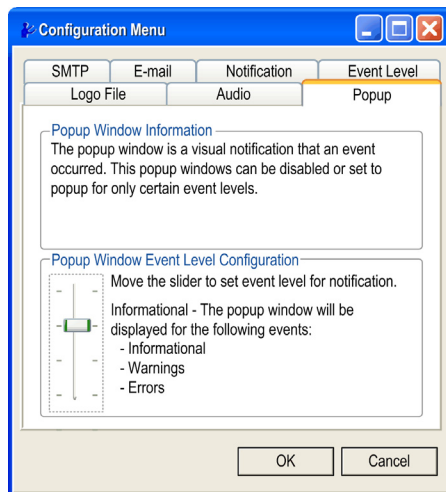 Configuration Menu
SMTP E-mail Notification Event Level
Logo File Audio Popup
Popup Window Information
The popup window is a visual notification that an event
occurred. This popup windows can be disabled or set to
popup for only certain event levels.
Popup Window Event Level Configuration
Move the slider to set event level for notification.
Informational - The popup window will be
displayed for the following events:
- Informational
- Warnings
- Errors
OK Cancel